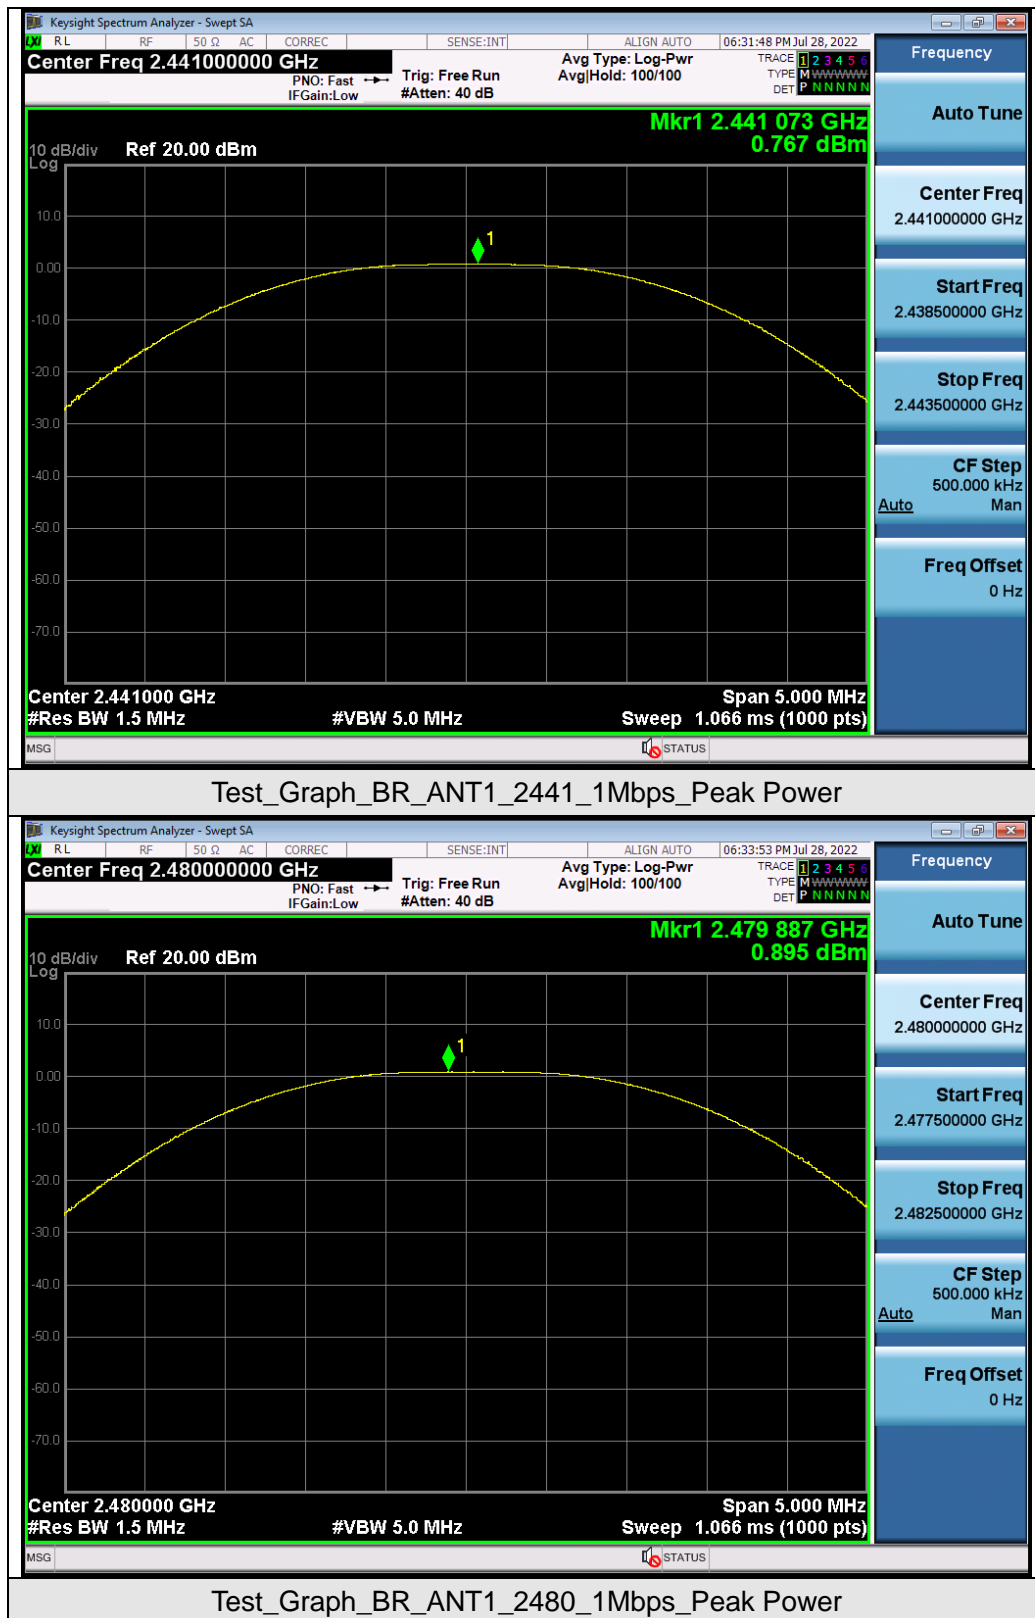 Keysight Spectrum Analyzer - Swept SA
LXI RL RF 50 Ω AC CORREC SENSE:INT ALIGN AUTO 06:31:48 PM Jul 28, 2022
Center Freq 2.441000000 GHz
PNO: Fast
IFGain:Low
Trig: Free Run
#Atten: 40 dB
Avg Type: Log-Pwr
Avg|Hold: 100/100
TRACE 1 2 3 4 5 6
TYPE M WWWWW
DET P N N N N N
Mkr1 2.441 073 GHz
0.767 dBm
10 dB/div Ref 20.00 dBm
Log
10.0
0.00
-10.0
-20.0
-30.0
-40.0
-50.0
-60.0
-70.0
1
Center 2.441000 GHz Span 5.000 MHz
#Res BW 1.5 MHz #VBW 5.0 MHz Sweep 1.066 ms (1000 pts)
MSG STATUS
Frequency
Auto Tune
Center Freq
2.441000000 GHz
Start Freq
2.438500000 GHz
Stop Freq
2.443500000 GHz
CF Step
500.000 kHz
Auto Man
Freq Offset
0 Hz
Test_Graph_BR_ANT1_2441_1Mbps_Peak Power
Keysight Spectrum Analyzer - Swept SA
LXI RL RF 50 Ω AC CORREC SENSE:INT ALIGN AUTO 06:33:53 PM Jul 28, 2022
Center Freq 2.480000000 GHz
PNO: Fast
IFGain:Low
Trig: Free Run
#Atten: 40 dB
Avg Type: Log-Pwr
Avg|Hold: 100/100
TRACE 1 2 3 4 5 6
TYPE M WWWWW
DET P N N N N N
Mkr1 2.479 887 GHz
0.895 dBm
10 dB/div Ref 20.00 dBm
Log
10.0
0.00
-10.0
-20.0
-30.0
-40.0
-50.0
-60.0
-70.0
1
Center 2.480000 GHz Span 5.000 MHz
#Res BW 1.5 MHz #VBW 5.0 MHz Sweep 1.066 ms (1000 pts)
MSG STATUS
Frequency
Auto Tune
Center Freq
2.480000000 GHz
Start Freq
2.477500000 GHz
Stop Freq
2.482500000 GHz
CF Step
500.000 kHz
Auto Man
Freq Offset
0 Hz
Test_Graph_BR_ANT1_2480_1Mbps_Peak Power